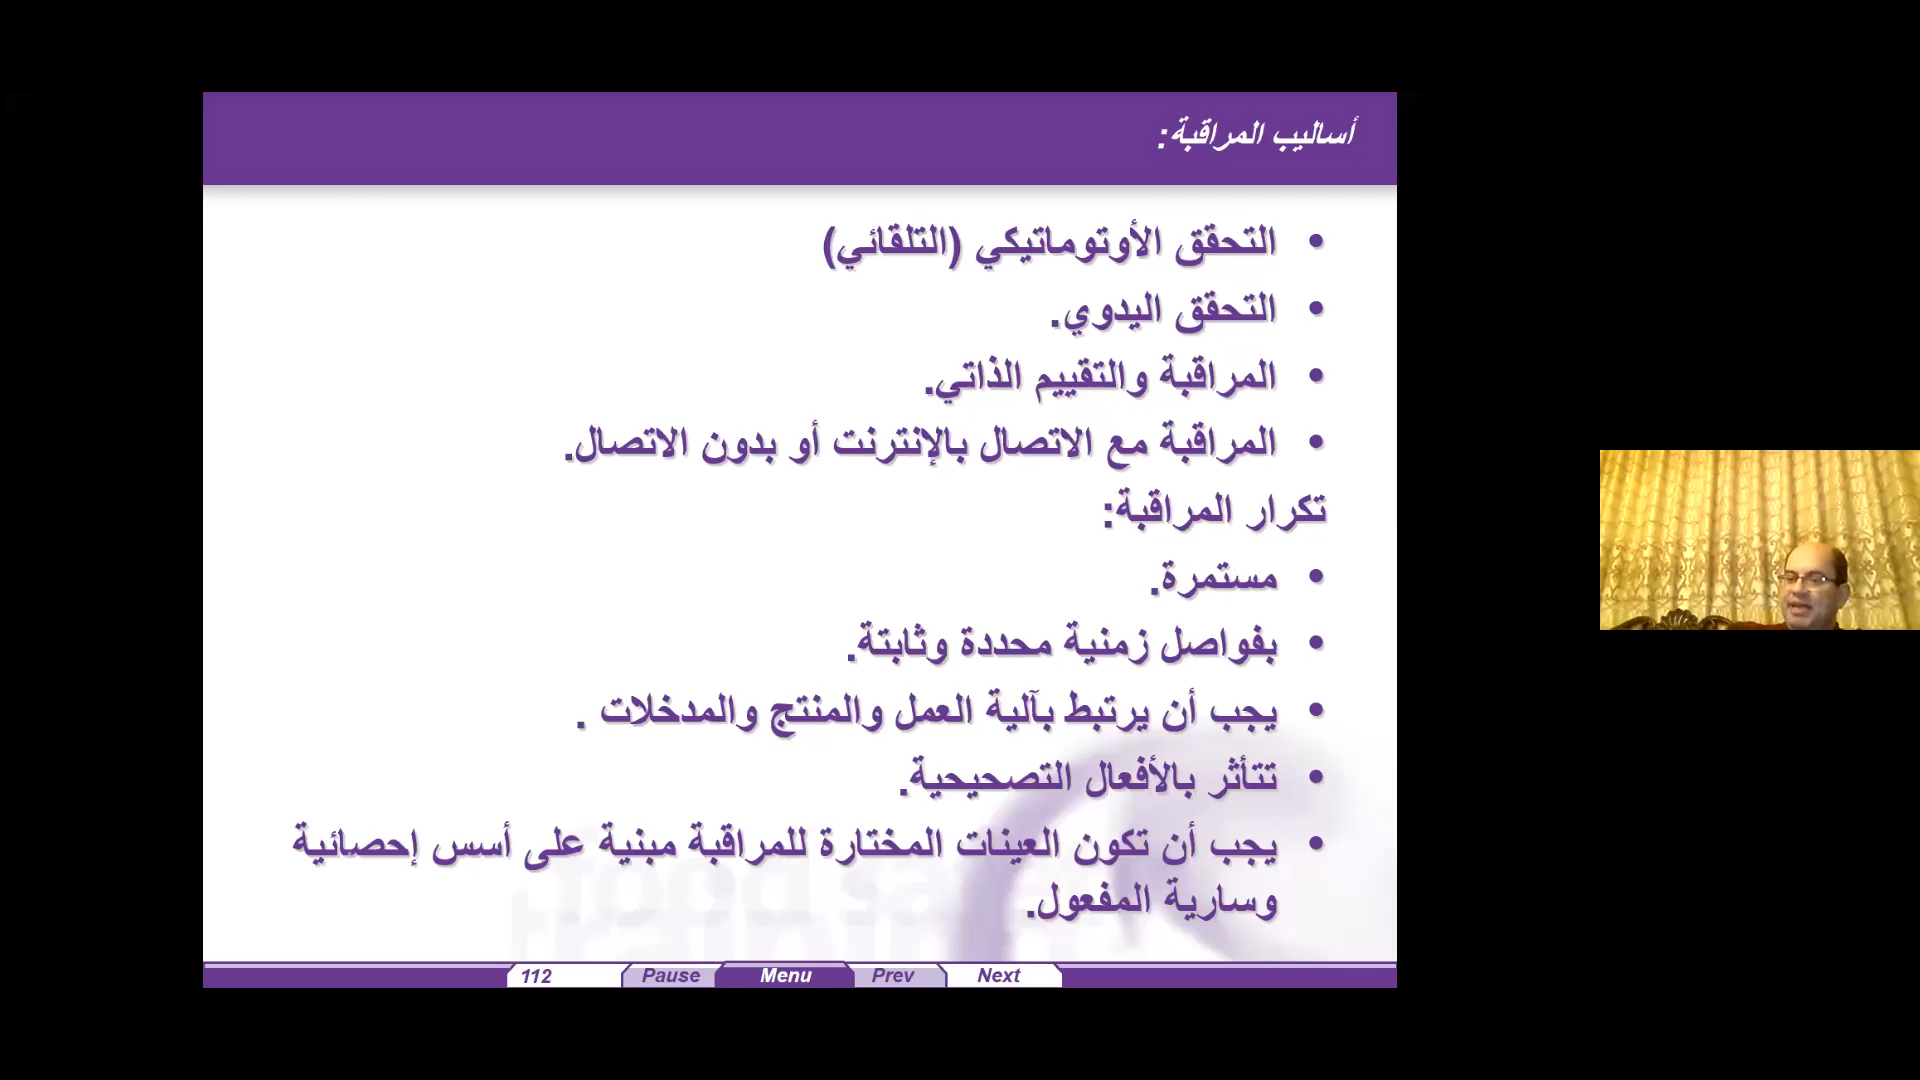 أساليب المراقبة:
• التحقق الأوتوماتيكي (التلقائي)
• التحقق اليدوي.
• المراقبة والتقييم الذاتي.
• المراقبة مع الاتصال بالإنترنت أو بدون الاتصال.
تكرار المراقبة:
• مستمرة.
• بفواصل زمنية محددة وثابتة.
• يجب أن يرتبط بآلية العمل والمنتج والمدخلات .
• تتأثر بالأفعال التصحيحية.
• يجب أن تكون العينات المختارة للمراقبة مبنية على أسس إحصائية
وسارية المفعول.
112 Pause Menu Prev Next